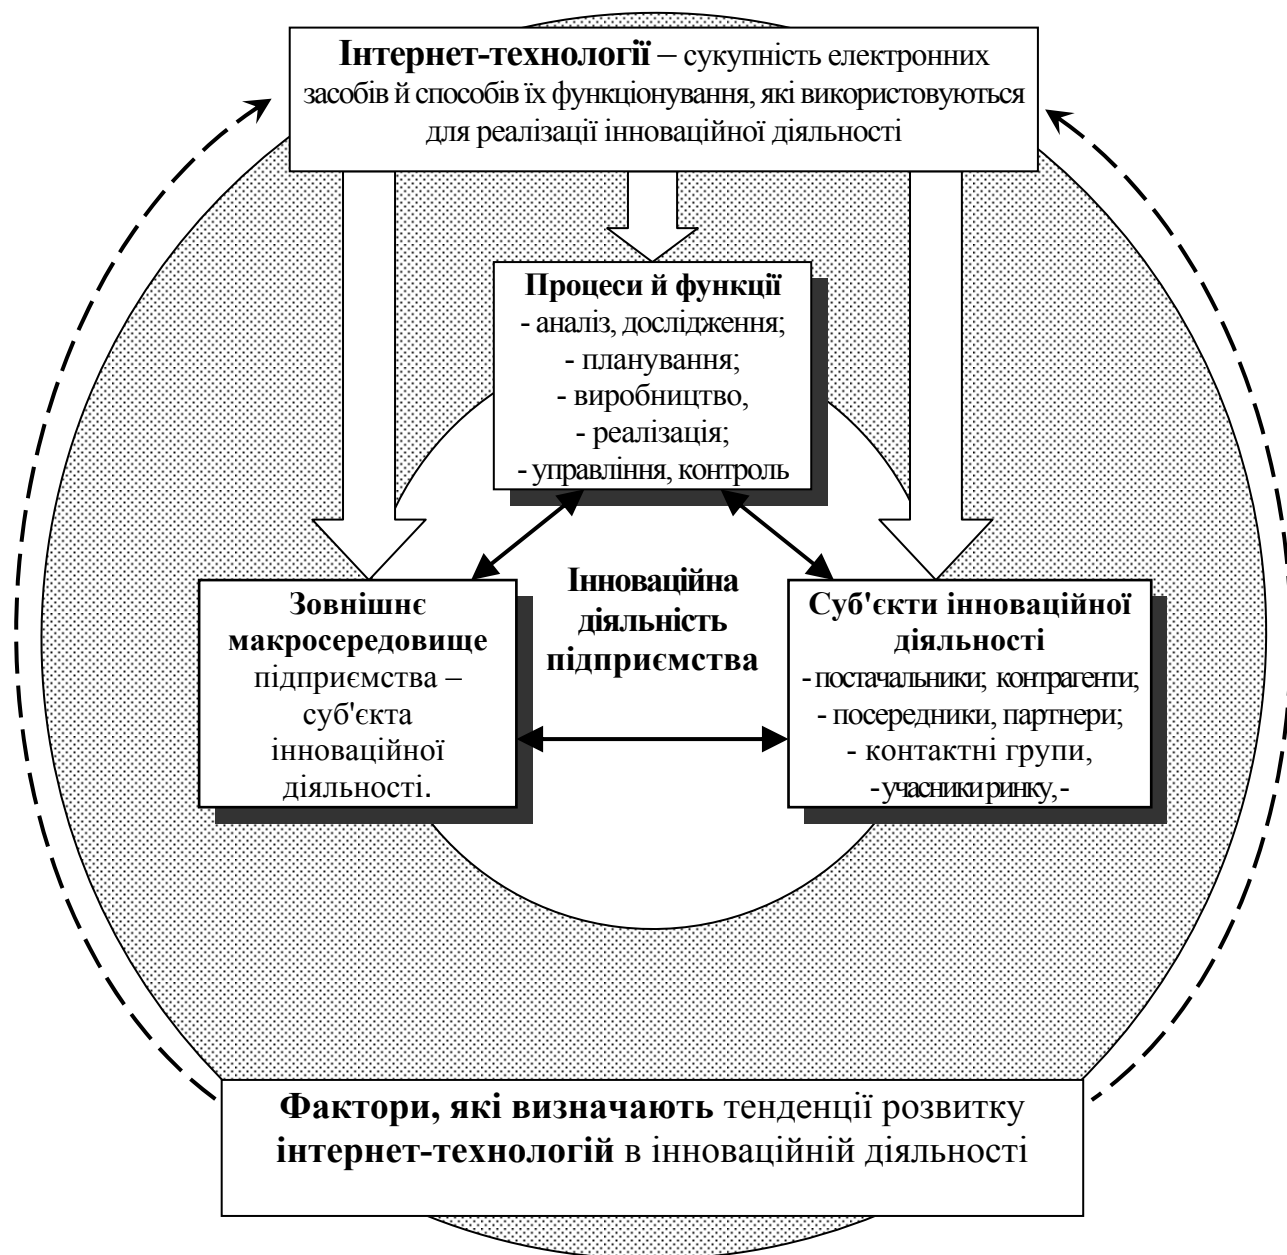 Інтернет-технології – сукупність електронних
засобів й способів їх функціонування, які використовуються
для реалізації інноваційної діяльності
Процеси й функції
- аналіз, дослідження;
- планування;
- виробництво,
- реалізація;
- управління, контроль
Інноваційна
діяльність
підприємства
Зовнішнє
макросередовище
підприємства –
суб'єкта
інноваційної
діяльності.
Суб'єкти інноваційної
діяльності
- постачальники; контрагенти;
- посередники, партнери;
- контактні групи,
- учасники ринку, -
Фактори, які визначають тенденції розвитку
інтернет-технологій в інноваційній діяльності